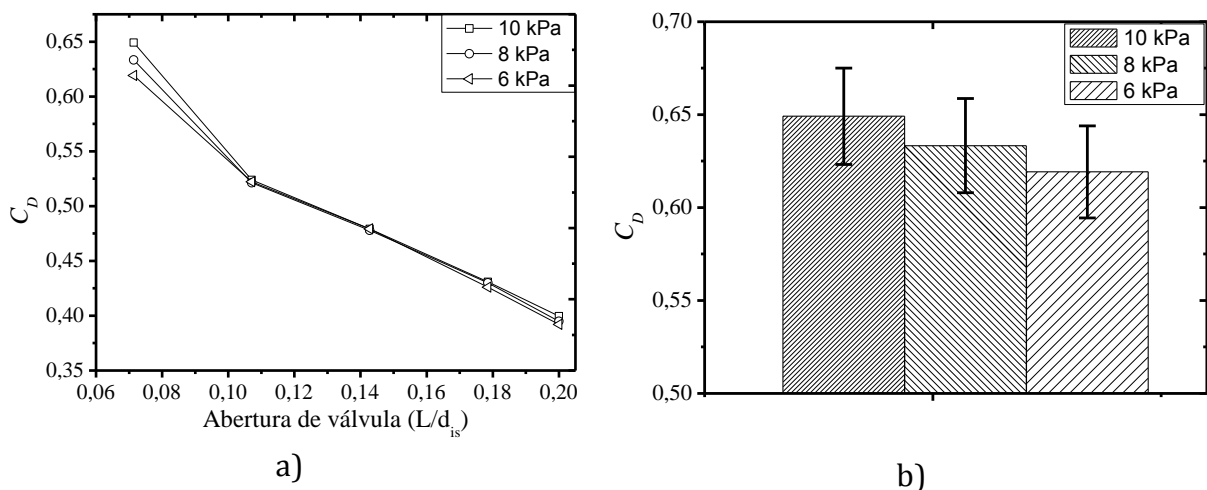 10 kPa
8 kPa
6 kPa
0,65
0,60
0,55
0,50
0,45
0,40
0,35
C_D
0,06 0,08 0,10 0,12 0,14 0,16 0,18 0,20
Abertura de válvula (L/d_is)
a)
10 kPa
8 kPa
6 kPa
0,70
0,65
0,60
0,55
0,50
C_D
b)